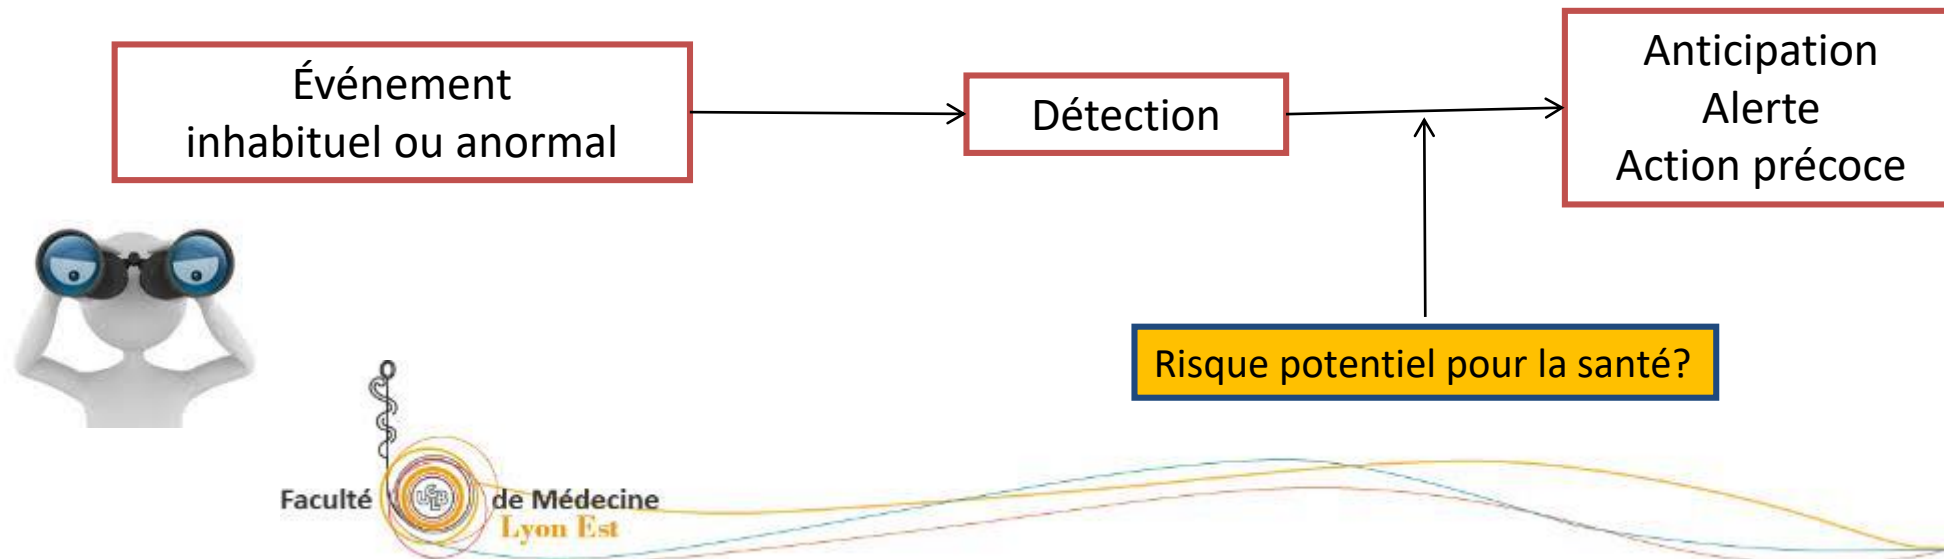 Événement
inhabituel ou anormal
Détection
Anticipation
Alerte
Action précoce
Risque potentiel pour la santé?
Faculté de Médecine
Lyon Est
UCBL